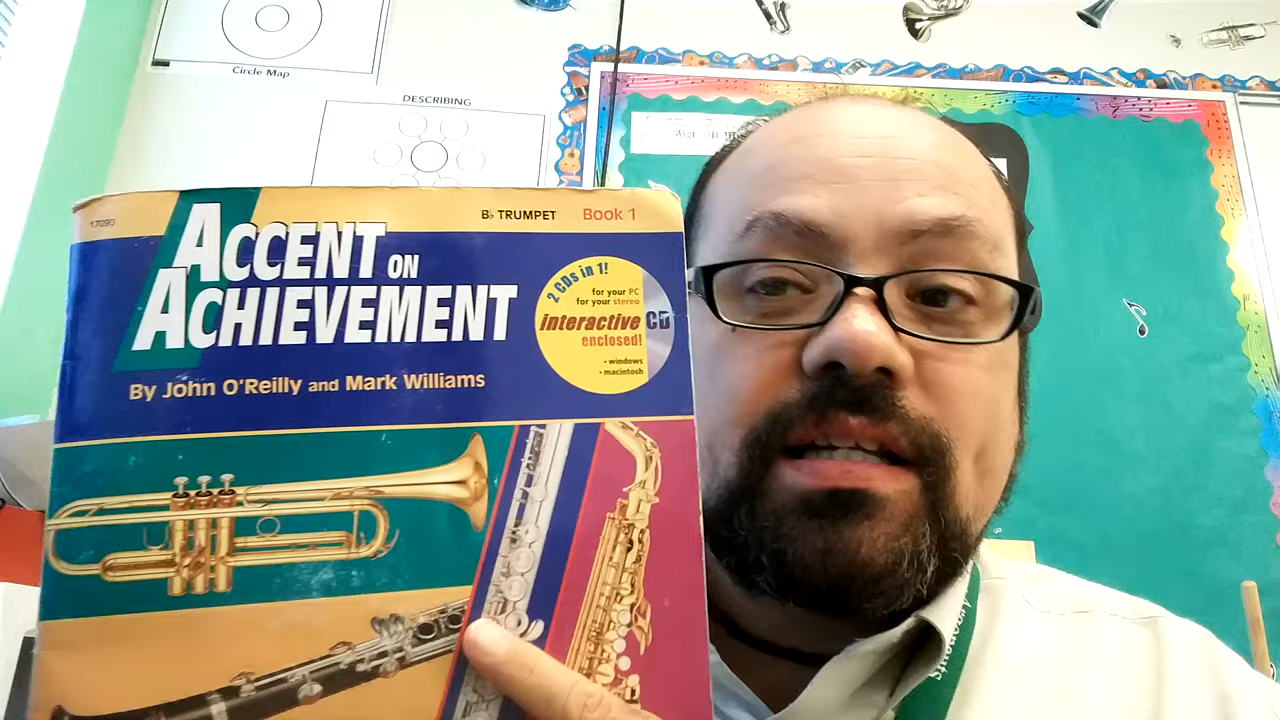 Circle Map
DESCRIBING
17090
B♭ TRUMPET
Book 1
ACCENT ON
ACHIEVEMENT
By John O'Reilly and Mark Williams
2 CDs in 1!
for your PC
for your stereo
interactive CD
enclosed!
• windows
• macintosh
Argonauts